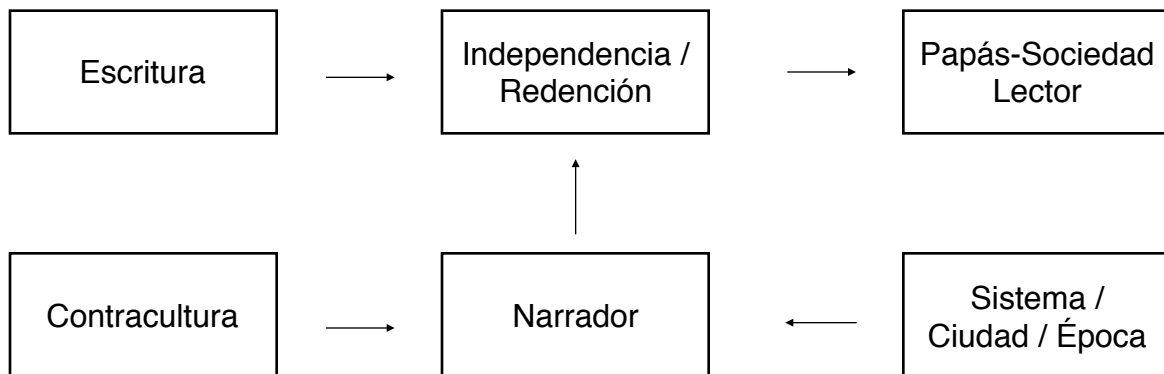 Escritura
Independencia /
Redención
Papás-Sociedad
Lector
Contracultura
Narrador
Sistema /
Ciudad / Época